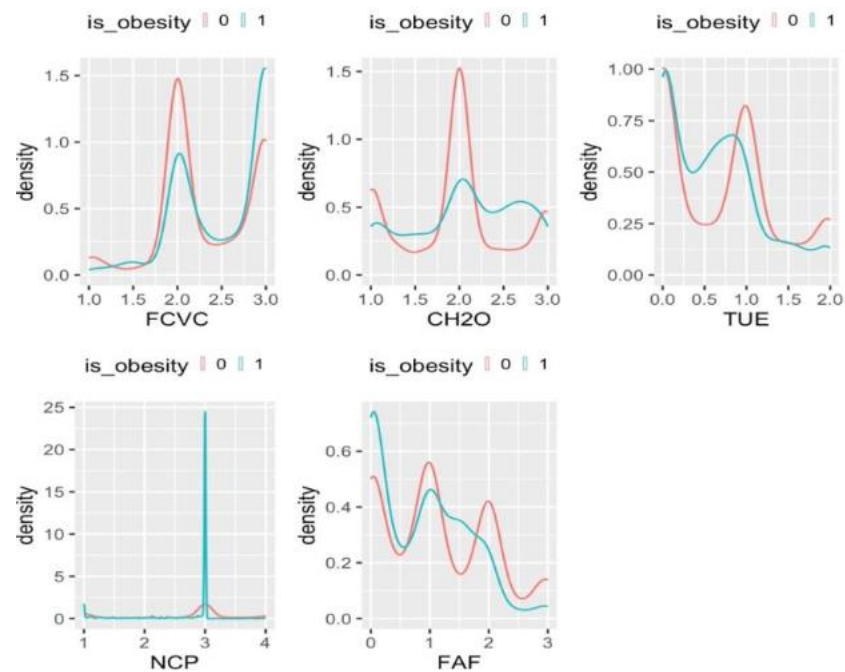 is_obesity 0 1
1.5
1.0
0.5
0.0
density
1.0 1.5 2.0 2.5 3.0
FCVC
is_obesity 0 1
1.5
1.0
0.5
0.0
density
1.0 1.5 2.0 2.5 3.0
CH2O
is_obesity 0 1
1.00
0.75
0.50
0.25
0.00
density
0.0 0.5 1.0 1.5 2.0
TUE
is_obesity 0 1
25
20
15
10
5
0
density
1 2 3 4
NCP
is_obesity 0 1
0.6
0.4
0.2
0.0
density
0 1 2 3
FAF